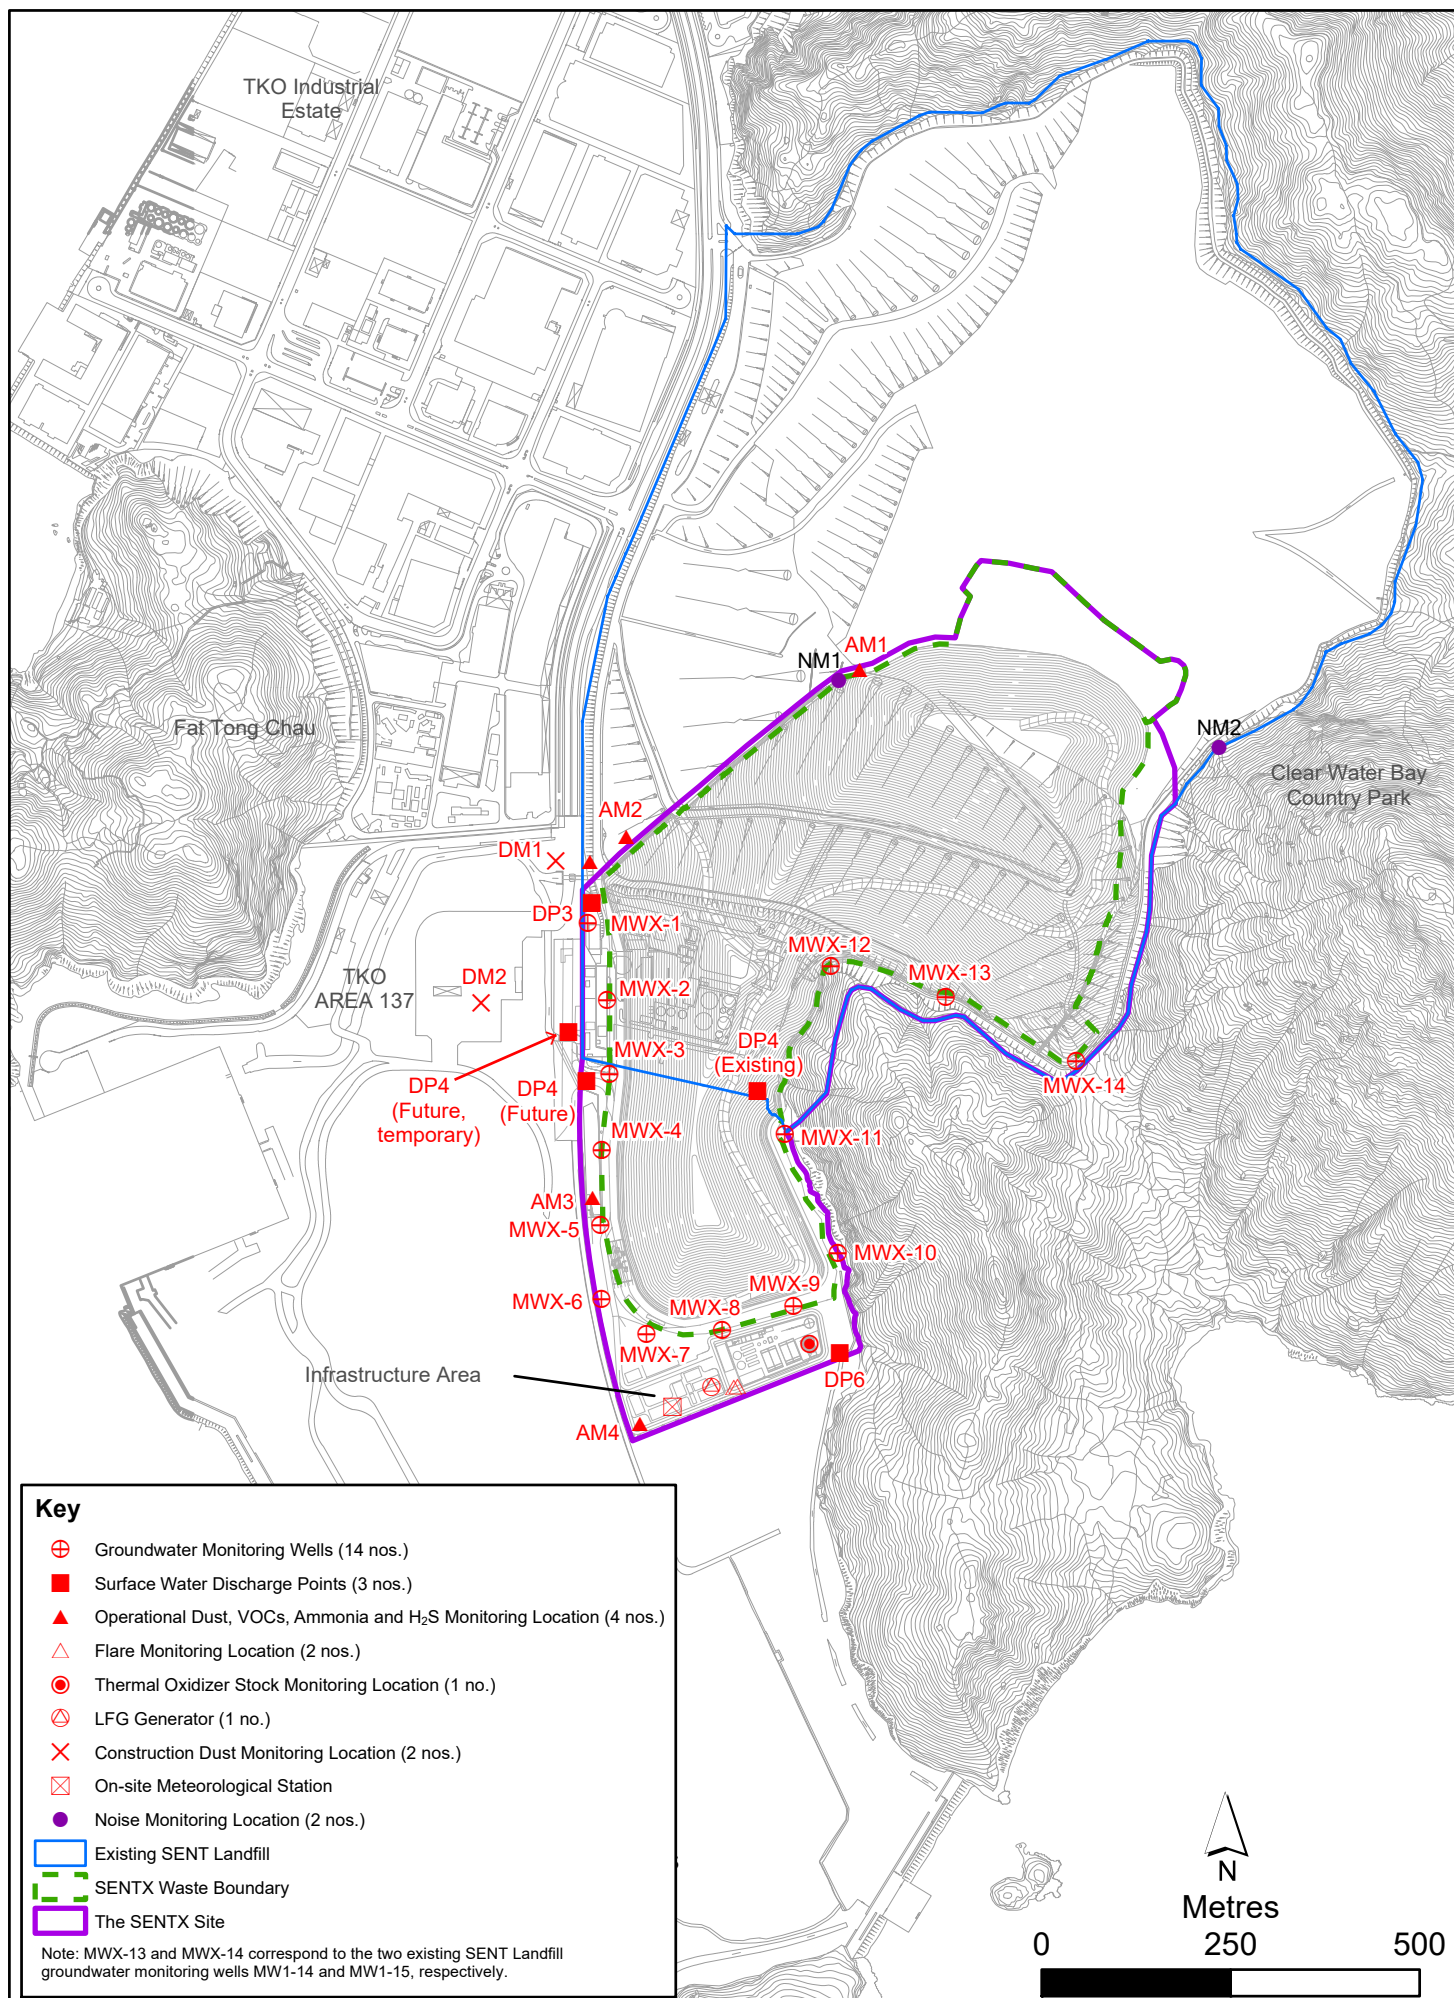 TKO Industrial
Estate
Fat Tong Chau
NM1
AM1
NM2
Clear Water Bay
Country Park
AM2
DM1
DP3
MWX-1
MWX-12
MWX-13
DM2
TKO
AREA 137
MWX-2
MWX-3
DP4
(Existing)
MWX-14
DP4
(Future,
temporary)
DP4
(Future)
MWX-4
MWX-11
AM3
MWX-5
MWX-10
MWX-6
MWX-9
MWX-8
MWX-7
Infrastructure Area
DP6
AM4
Key
Groundwater Monitoring Wells (14 nos.)
Surface Water Discharge Points (3 nos.)
Operational Dust, VOCs, Ammonia and H₂S Monitoring Location (4 nos.)
Flare Monitoring Location (2 nos.)
Thermal Oxidizer Stock Monitoring Location (1 no.)
LFG Generator (1 no.)
Construction Dust Monitoring Location (2 nos.)
On-site Meteorological Station
Noise Monitoring Location (2 nos.)
Existing SENT Landfill
SENTX Waste Boundary
The SENTX Site
Note: MWX-13 and MWX-14 correspond to the two existing SENT Landfill
groundwater monitoring wells MW1-14 and MW1-15, respectively.
N
Metres
0 250 500